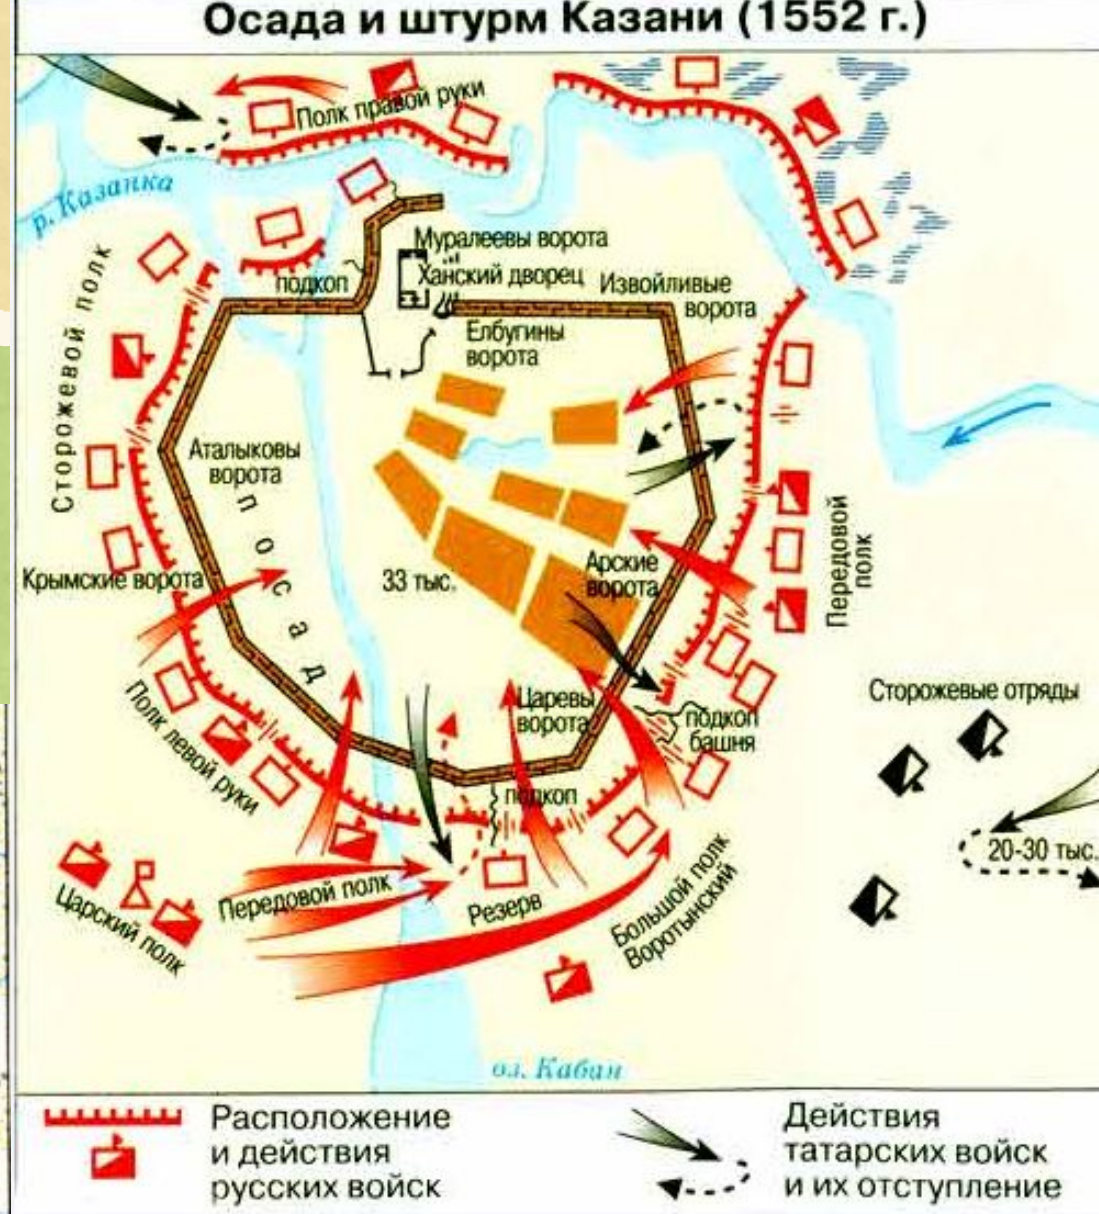 Осада и штурм Казани (1552 г.)
Полк правой руки
р. Казанка
Муралеевы ворота
Ханский дворец
Извойливые
ворота
подкоп
Елбугины
ворота
Сторожевой полк
Аталыковы
ворота
посад
Крымские ворота
33 тыс.
Арские
ворота
Передовой
полк
Полк левой руки
Царевы
ворота
подкоп
башня
Сторожевые отряды
подкоп
20-30 тыс.
Царский полк
Передовой полк
Резерв
Большой полк
Воротынский
оз. Кабан
Расположение
и действия
русских войск
Действия
татарских войск
и их отступление